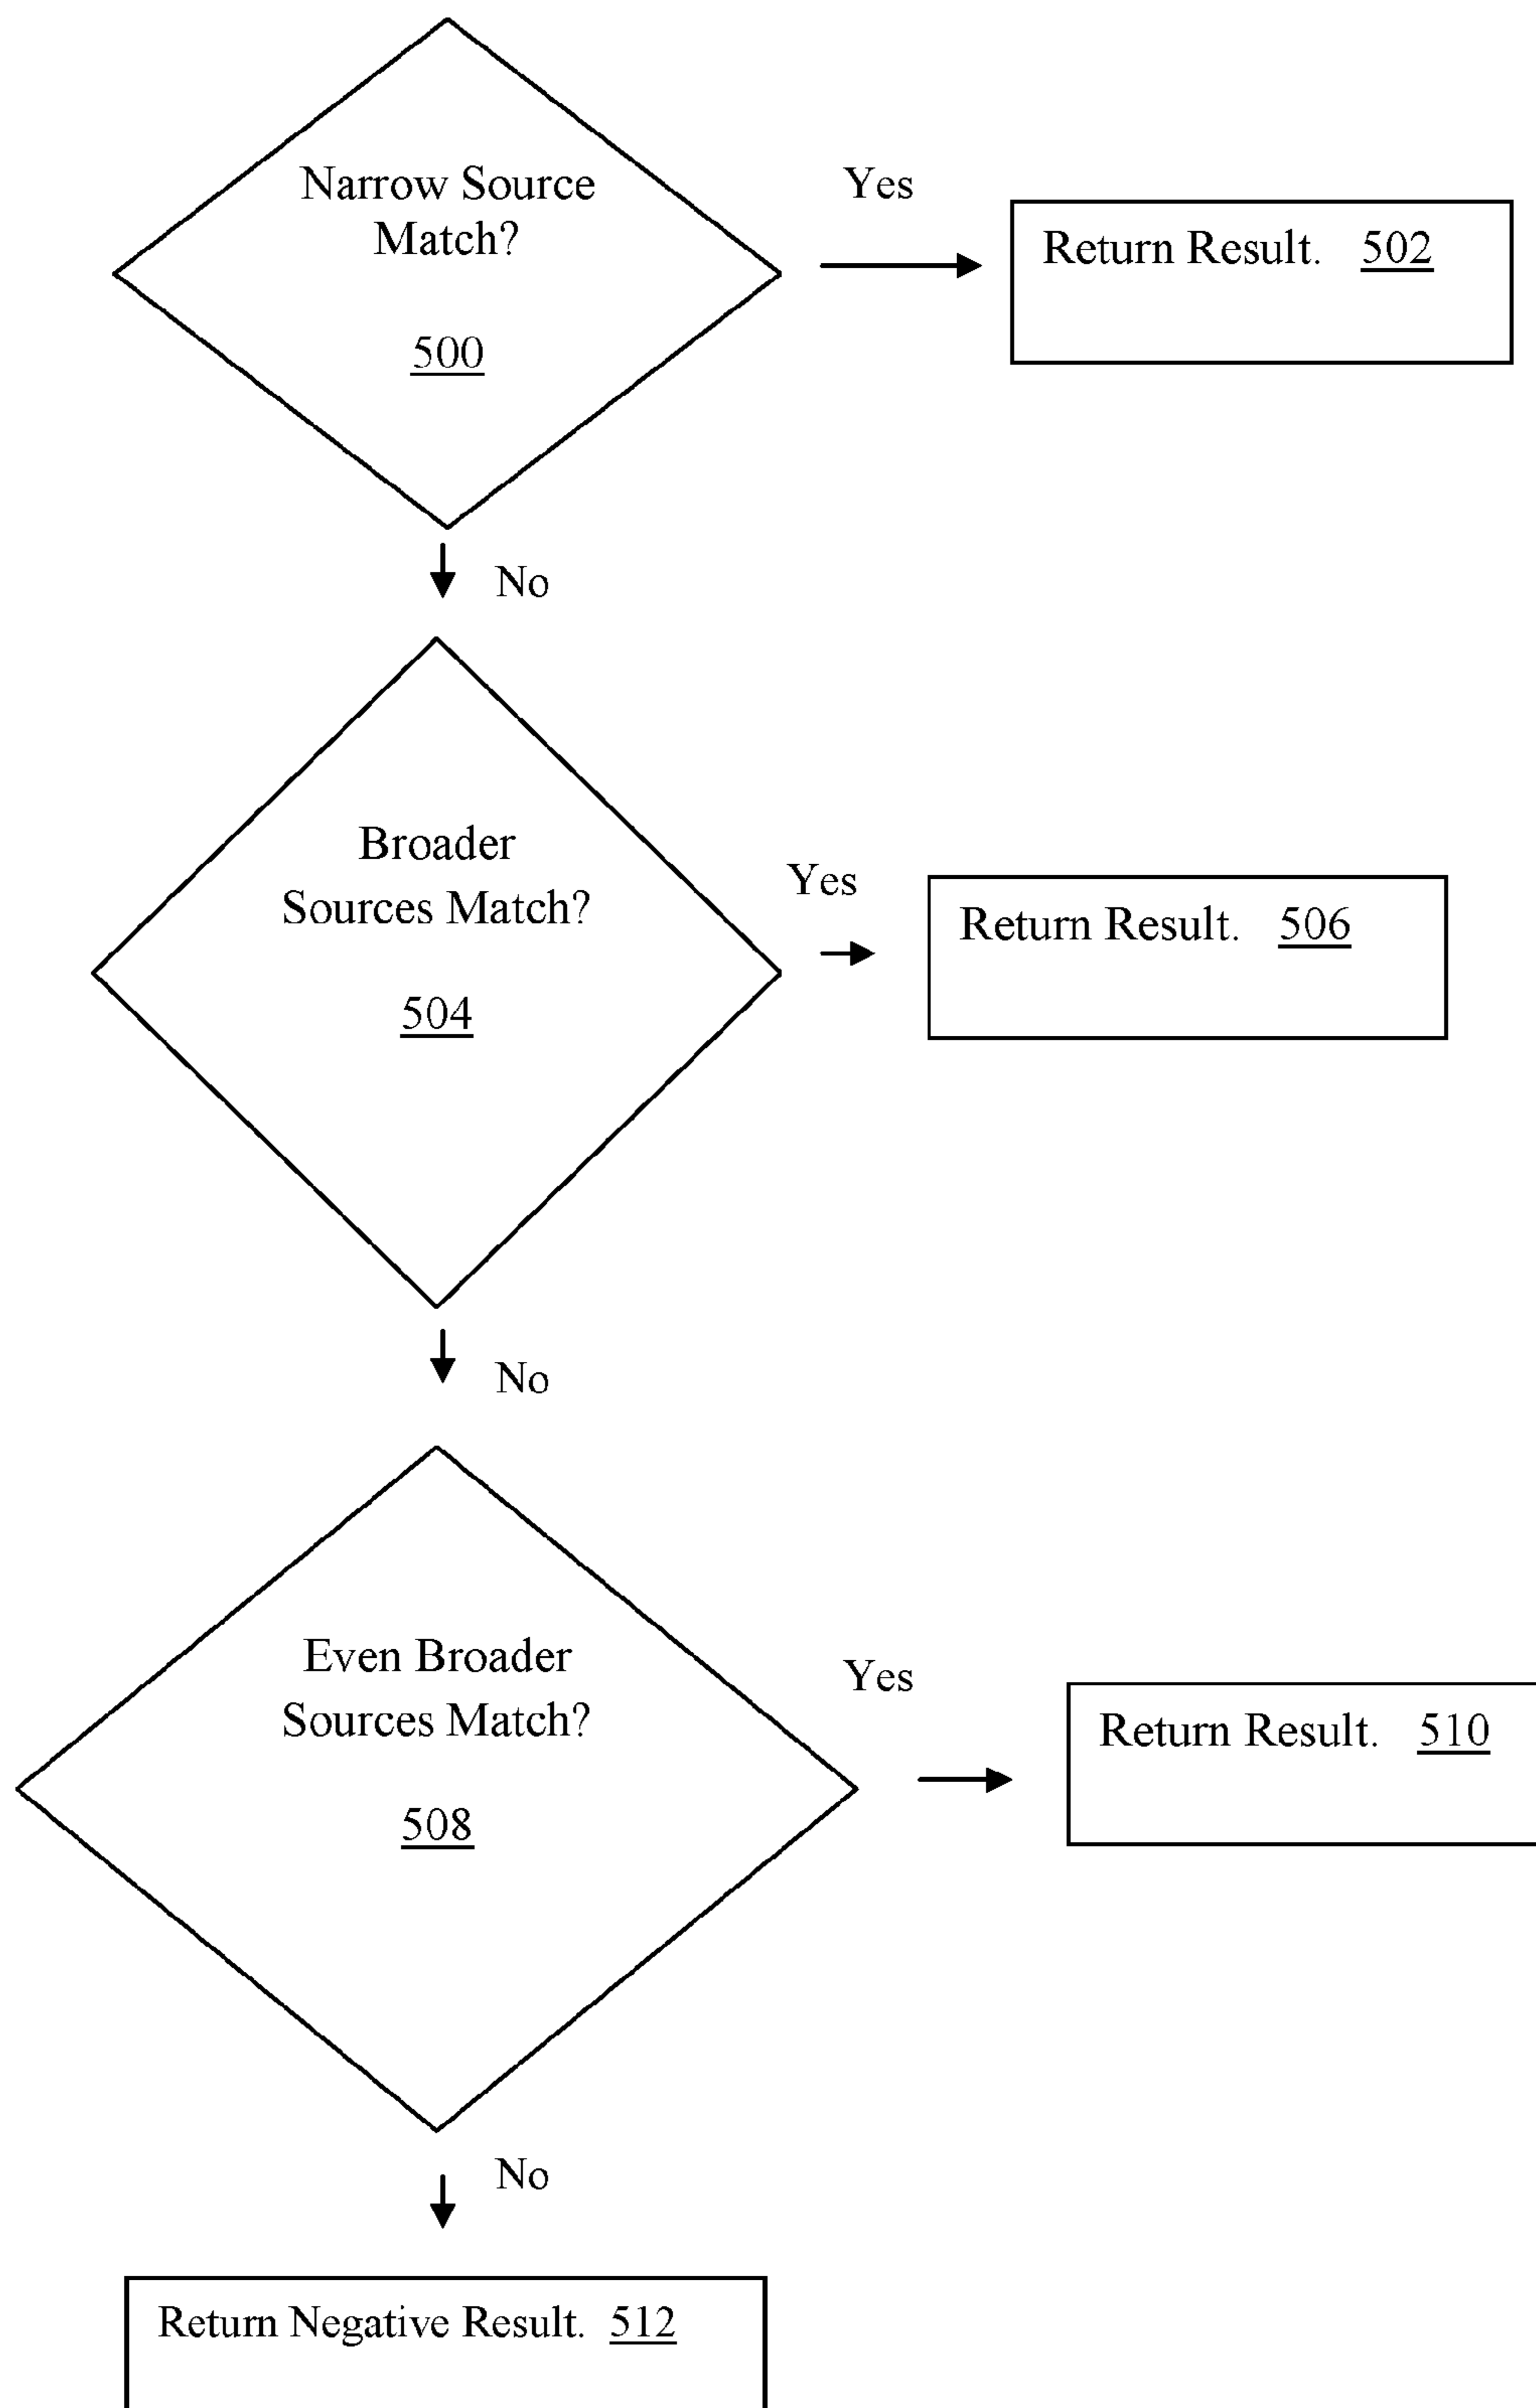 Narrow Source
Match?
500
Yes
Return Result. 502
No
Broader
Sources Match?
504
Yes
Return Result. 506
No
Even Broader
Sources Match?
508
Yes
Return Result. 510
No
Return Negative Result. 512